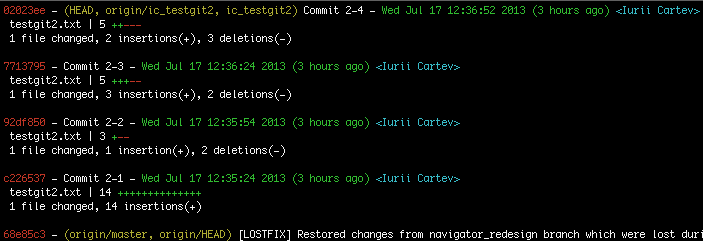 02023ee - (HEAD, origin/ic_testgit2, ic_testgit2) Commit 2-4 - Wed Jul 17 12:36:52 2013 (3 hours ago) <Iurii Cartev>
testgit2.txt | 5 ++---
1 file changed, 2 insertions(+), 3 deletions(-)
7713795 - Commit 2-3 - Wed Jul 17 12:36:24 2013 (3 hours ago) <Iurii Cartev>
testgit2.txt | 5 +++--
1 file changed, 3 insertions(+), 2 deletions(-)
92df850 - Commit 2-2 - Wed Jul 17 12:35:54 2013 (3 hours ago) <Iurii Cartev>
testgit2.txt | 3 +--
1 file changed, 1 insertion(+), 2 deletions(-)
c226537 - Commit 2-1 - Wed Jul 17 12:35:24 2013 (3 hours ago) <Iurii Cartev>
testgit2.txt | 14 ++++++++++++++
1 file changed, 14 insertions(+)
68e85c3 - (origin/master, origin/HEAD) [LOSTFIX] Restored changes from navigator_redesign branch which were lost duri